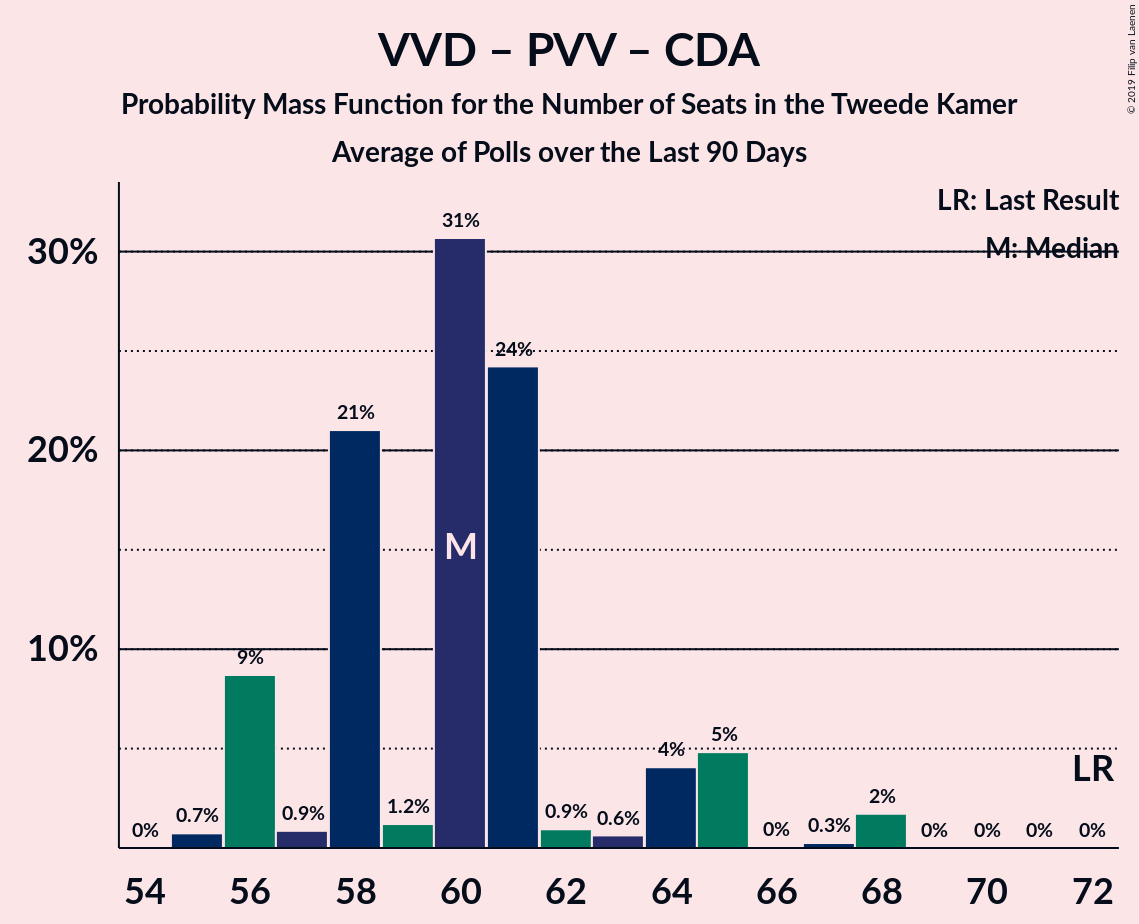 VVD – PVV – CDA
Probability Mass Function for the Number of Seats in the Tweede Kamer
Average of Polls over the Last 90 Days
© 2019 Filip van Laenen
LR: Last Result
M: Median
30%
20%
10%
0%
0.7%
9%
0.9%
21%
1.2%
31%
24%
0.9%
0.6%
4%
5%
0%
0.3%
2%
0%
0%
0%
0%
M
LR
54 56 58 60 62 64 66 68 70 72